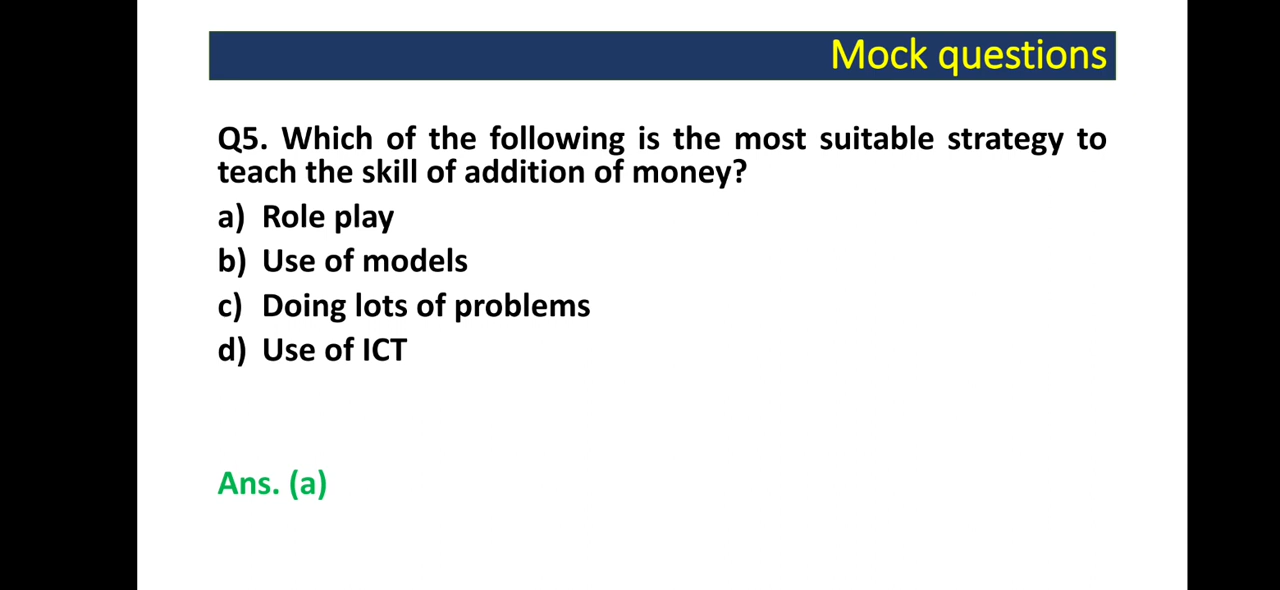 Mock questions
Q5. Which of the following is the most suitable strategy to
teach the skill of addition of money?
a) Role play
b) Use of models
c) Doing lots of problems
d) Use of ICT
Ans. (a)